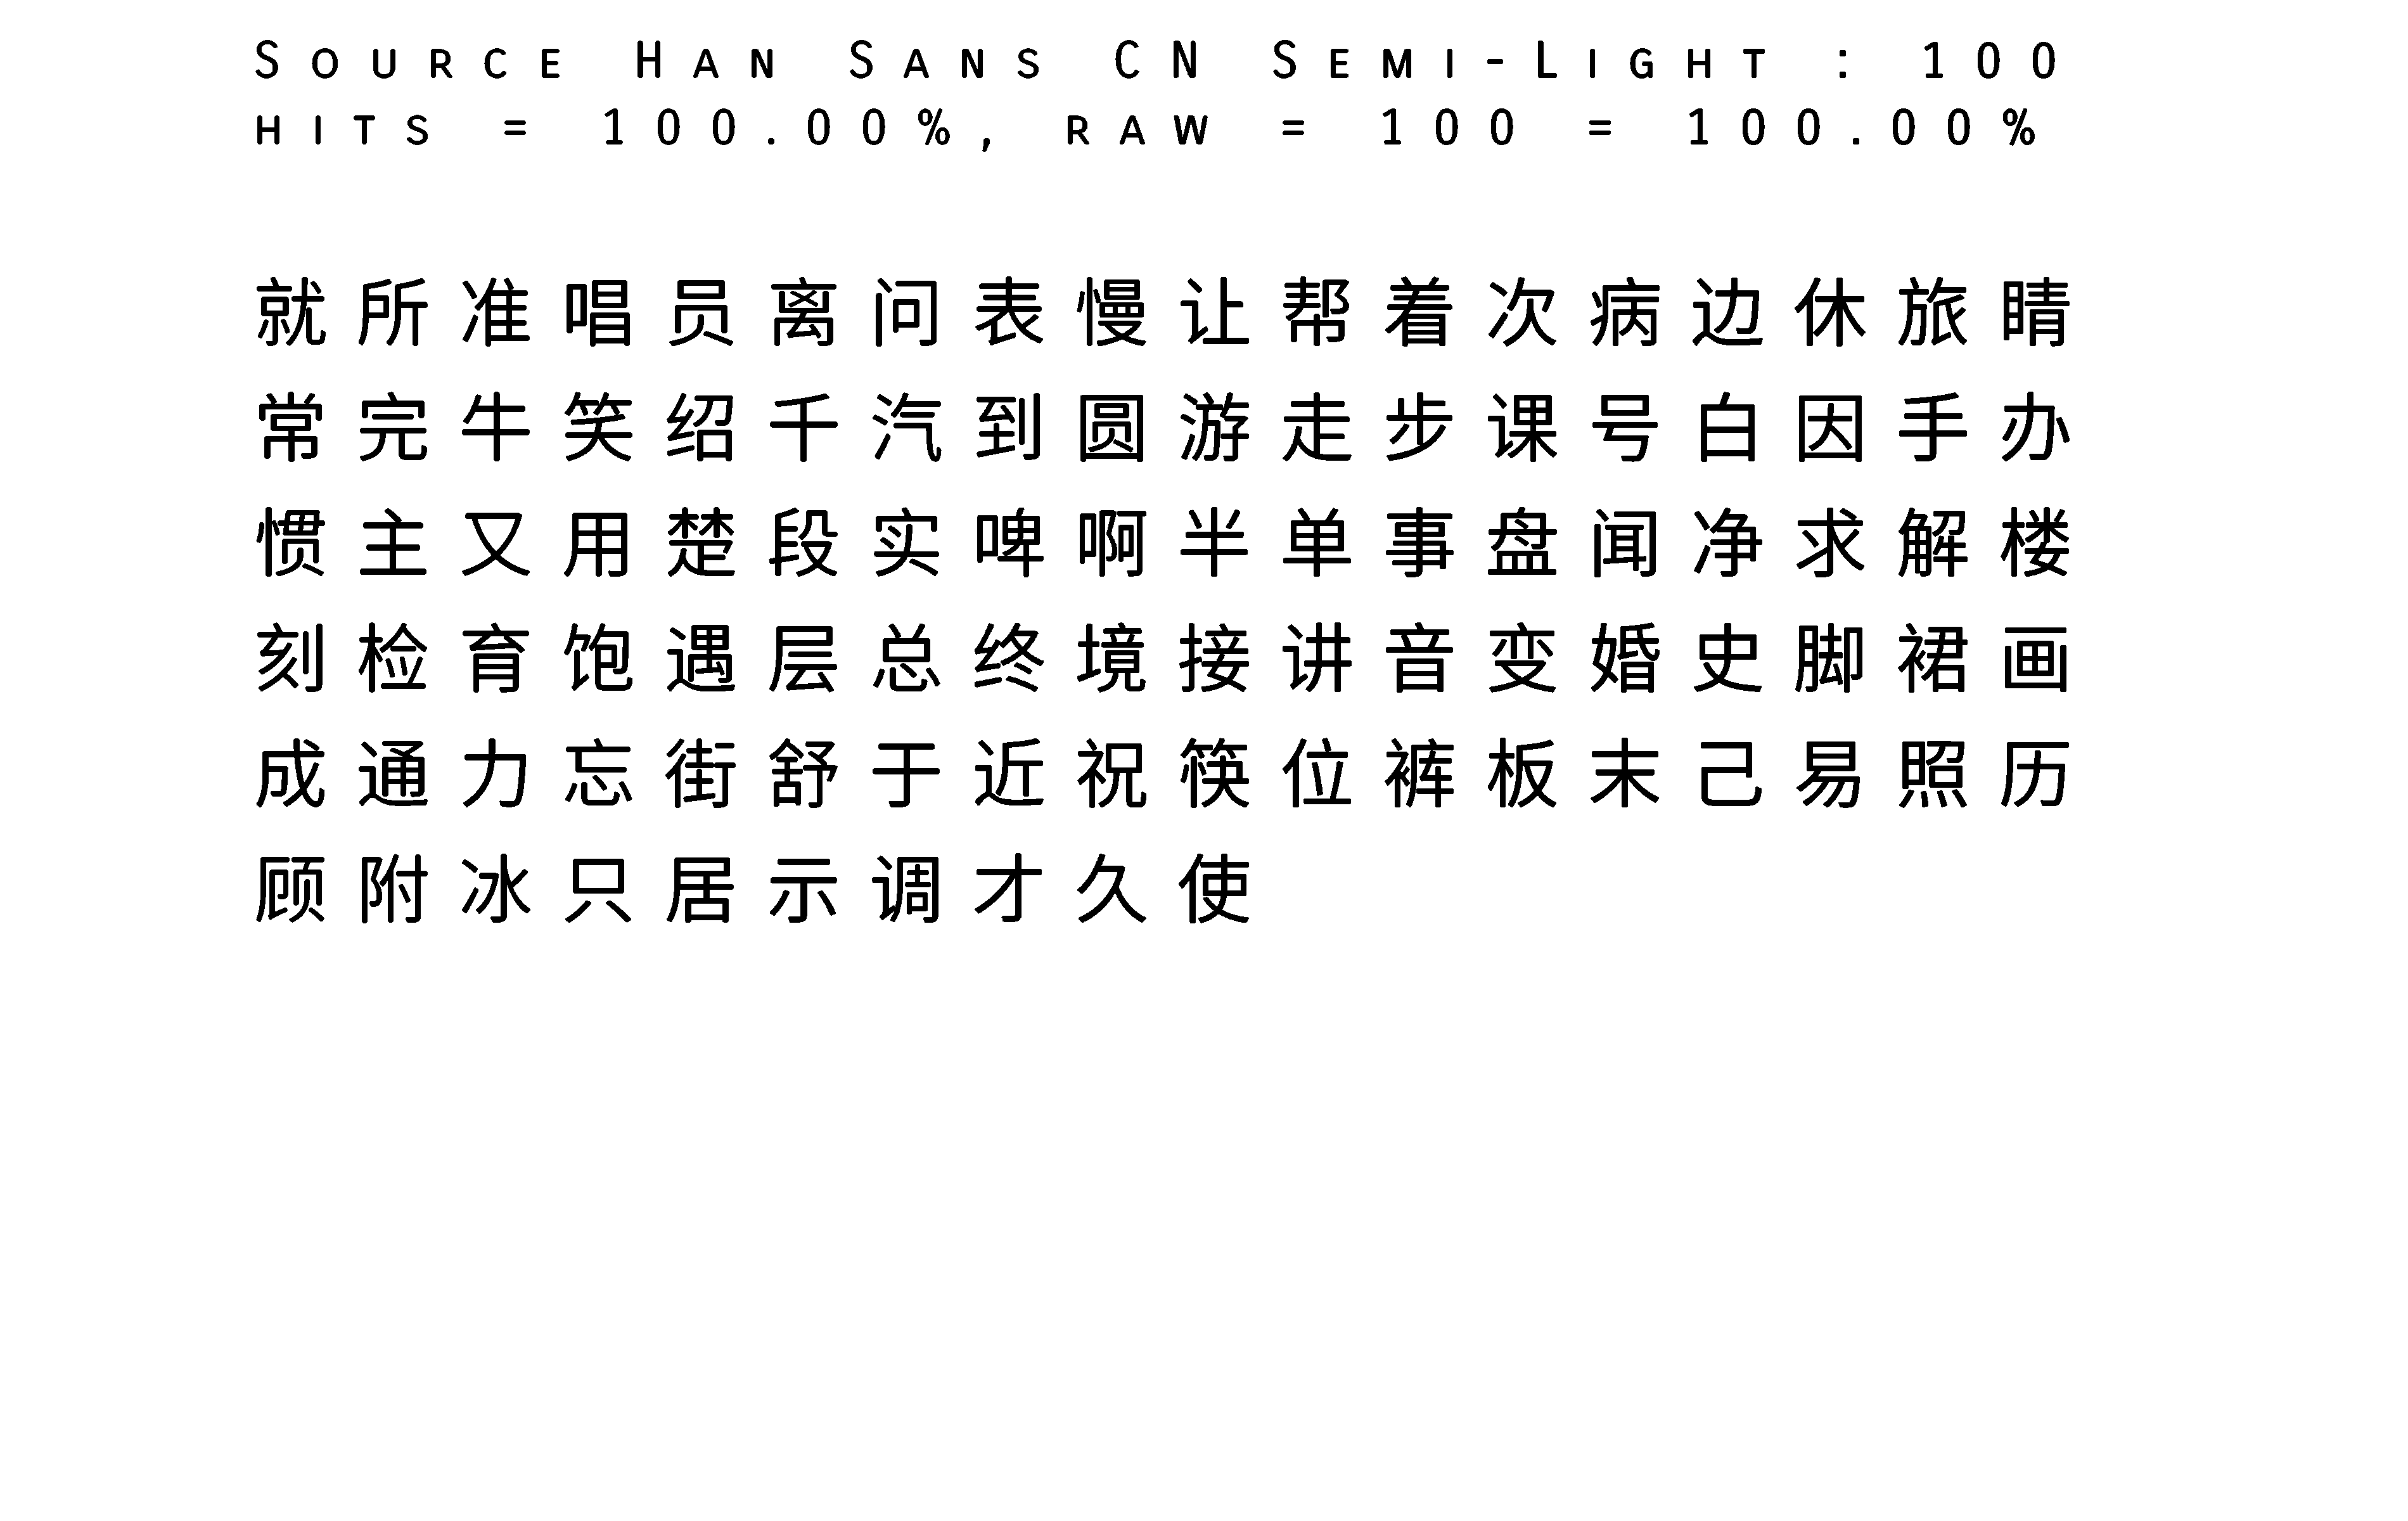 Source Han Sans CN Semi-Light : 100
hits = 100.00%, raw = 100 = 100.00%
就所准唱员离问表慢让帮着次病边休旅睛
常完牛笑绍千汽到圆游走步课号白因手办
惯主又用楚段实啤啊半单事盘闻净求解楼
刻检育饱遇层总终境接讲音变婚史脚裙画
成通力忘街舒于近祝筷位裤板末己易照历
顾附冰只居示调才久使